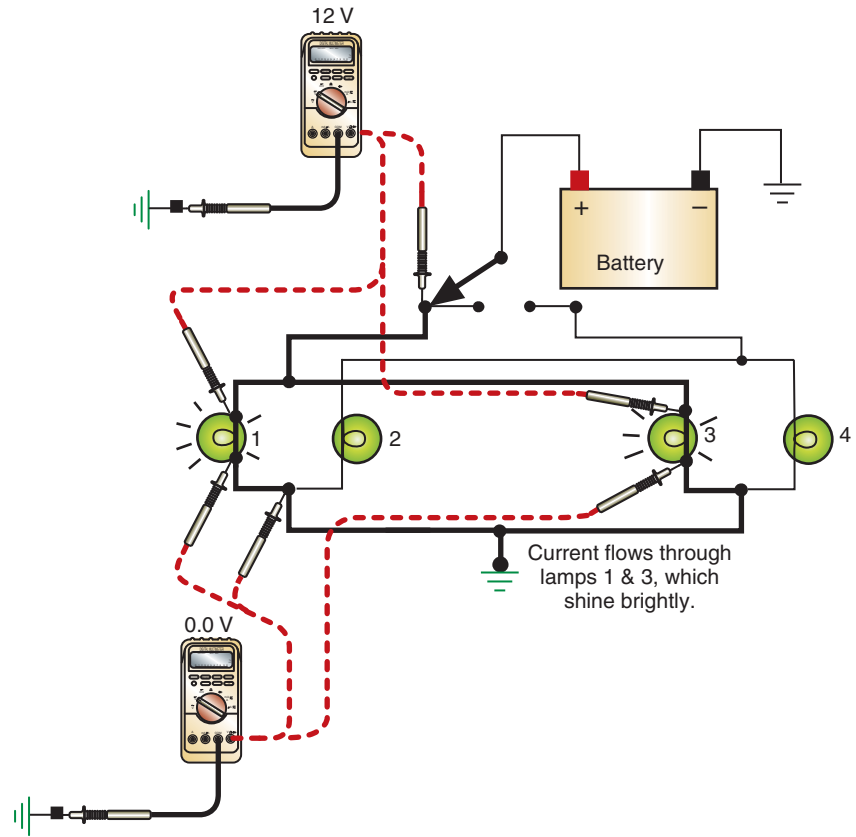 12 V
+
−
Battery
1
2
3
4
Current flows through
lamps 1 & 3, which
shine brightly.
0.0 V